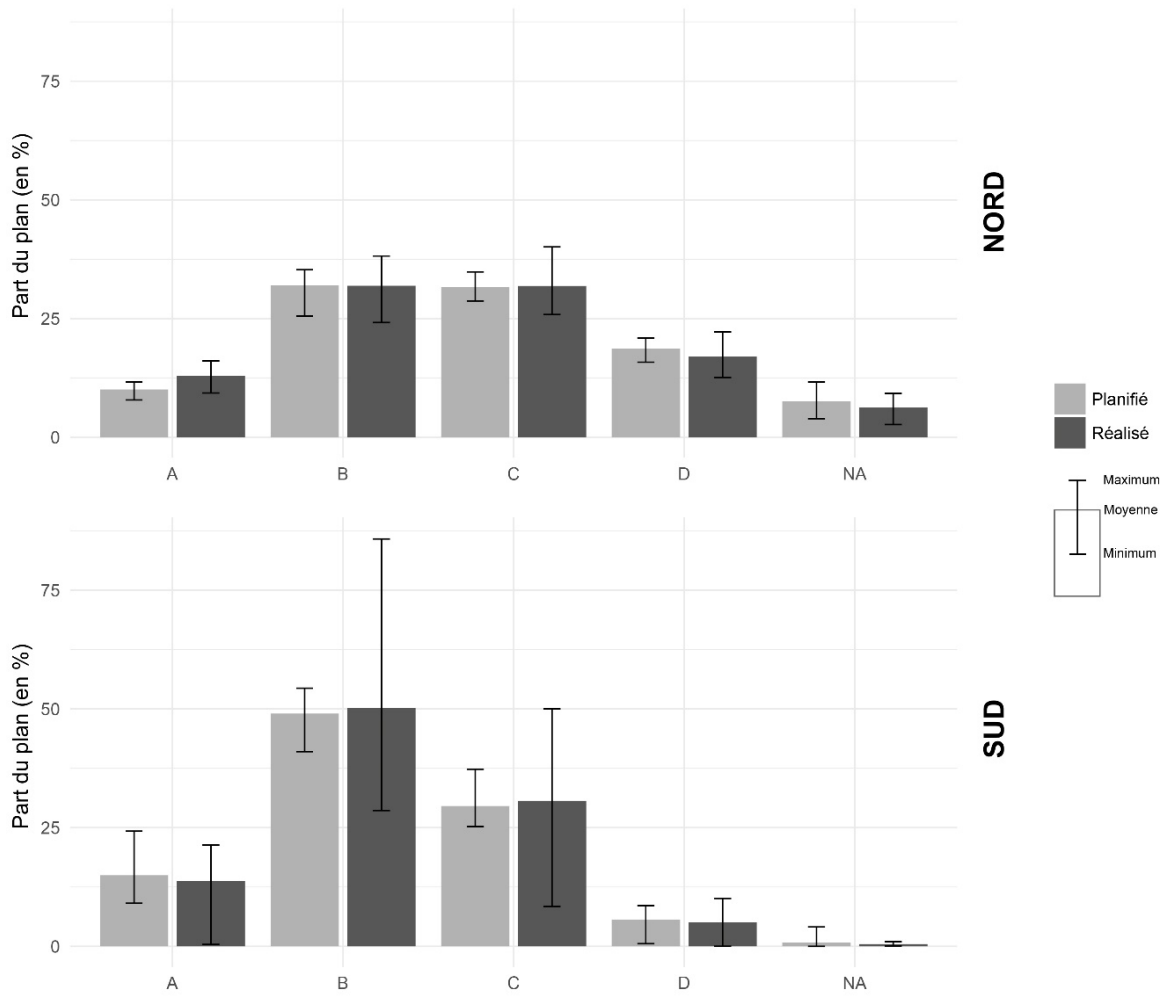 75
50
25
0
Part du plan (en %)
A B C D NA
NORD
Planifié
Réalisé
Maximum
Moyenne
Minimum
75
50
25
0
Part du plan (en %)
A B C D NA
SUD